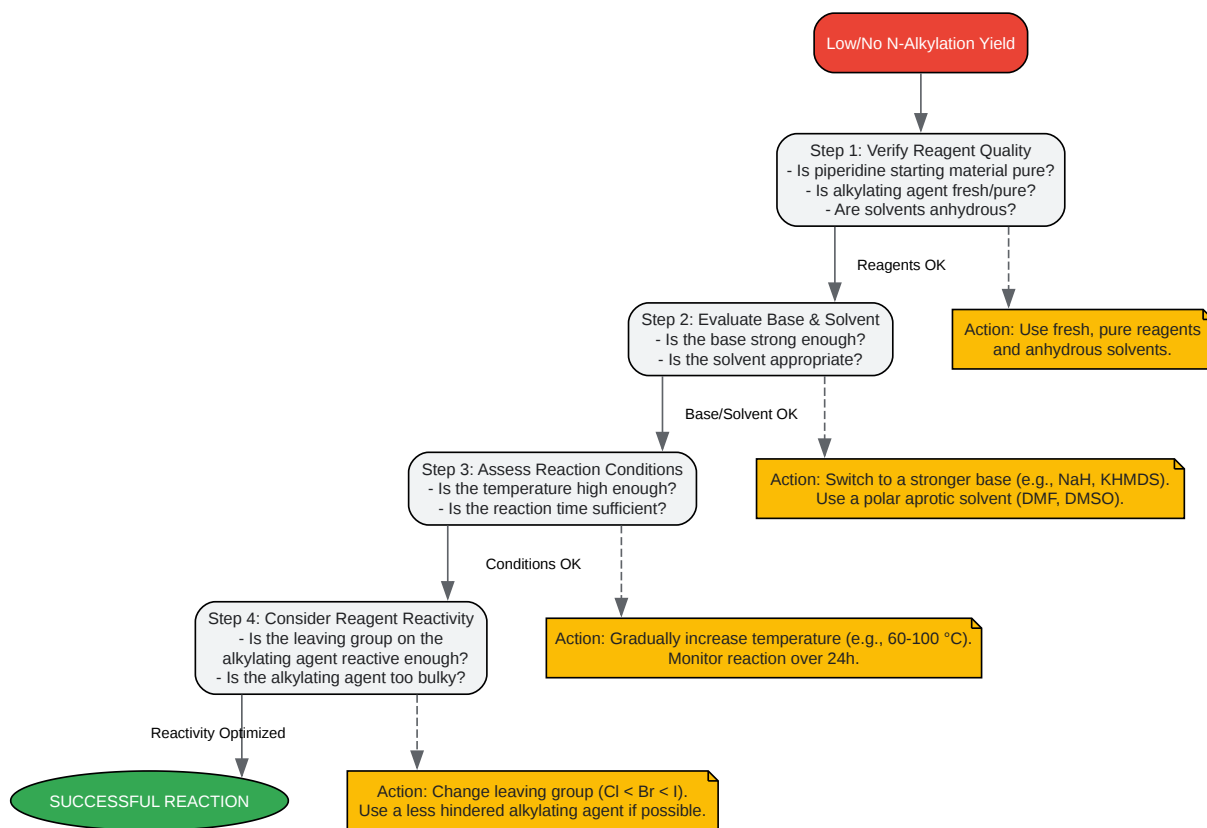 Low/No N-Alkylation Yield
Step 1: Verify Reagent Quality
- Is piperidine starting material pure?
- Is alkylating agent fresh/pure?
- Are solvents anhydrous?
Reagents OK
Action: Use fresh, pure reagents
and anhydrous solvents.
Step 2: Evaluate Base & Solvent
- Is the base strong enough?
- Is the solvent appropriate?
Base/Solvent OK
Action: Switch to a stronger base (e.g., NaH, KHMDS).
Use a polar aprotic solvent (DMF, DMSO).
Step 3: Assess Reaction Conditions
- Is the temperature high enough?
- Is the reaction time sufficient?
Conditions OK
Action: Gradually increase temperature (e.g., 60-100 °C).
Monitor reaction over 24h.
Step 4: Consider Reagent Reactivity
- Is the leaving group on the
alkylating agent reactive enough?
- Is the alkylating agent too bulky?
Reactivity Optimized
Action: Change leaving group (Cl < Br < I).
Use a less hindered alkylating agent if possible.
SUCCESSFUL REACTION